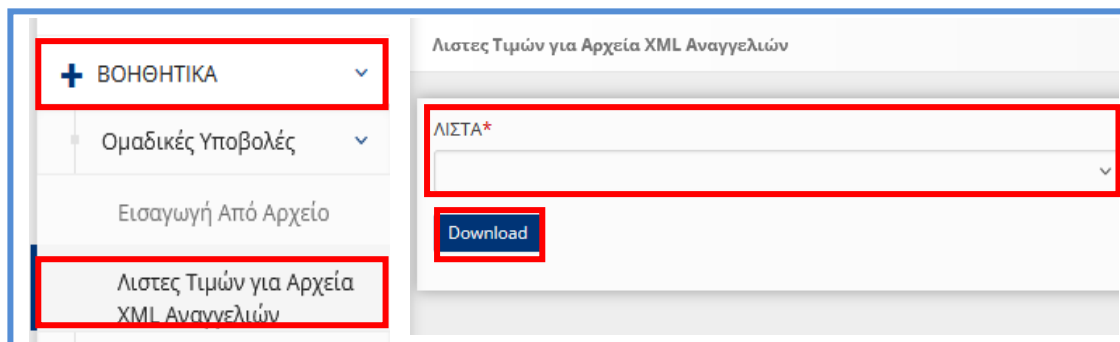 ΒΟΗΘΗΤΙΚΑ
Ομαδικές Υποβολές
Εισαγωγή Από Αρχείο
Λιστες Τιμών για Αρχεία
XML Αναγγελιών
Λιστες Τιμών για Αρχεία XML Αναγγελιών
ΛΙΣΤΑ*
Download